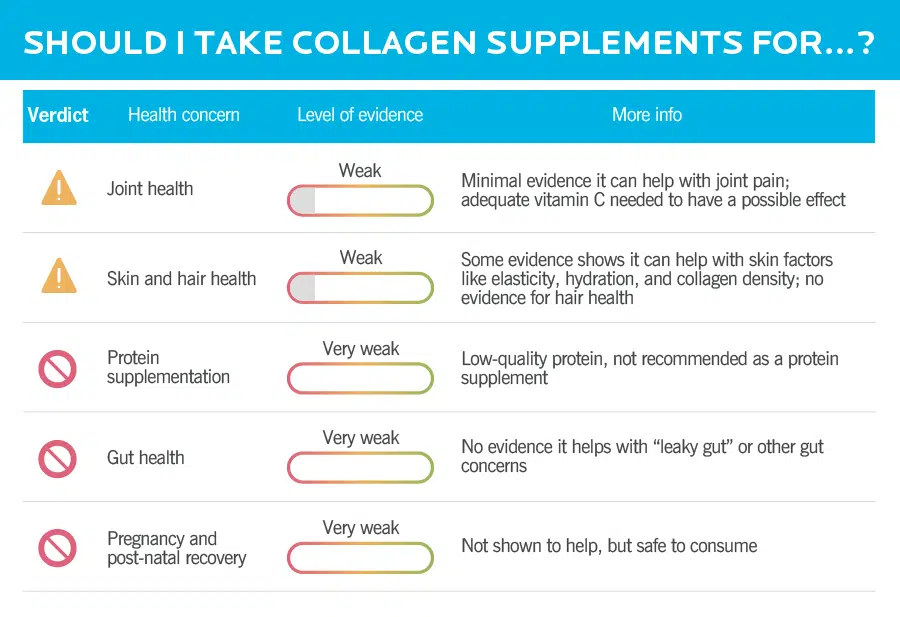 SHOULD I TAKE COLLAGEN SUPPLEMENTS FOR...?
Verdict Health concern Level of evidence More info
Joint health
Weak
Minimal evidence it can help with joint pain;
adequate vitamin C needed to have a possible effect
Skin and hair health
Weak
Some evidence shows it can help with skin factors
like elasticity, hydration, and collagen density; no
evidence for hair health
Protein
supplementation
Very weak
Low-quality protein, not recommended as a protein
supplement
Gut health
Very weak
No evidence it helps with “leaky gut” or other gut
concerns
Pregnancy and
post-natal recovery
Very weak
Not shown to help, but safe to consume